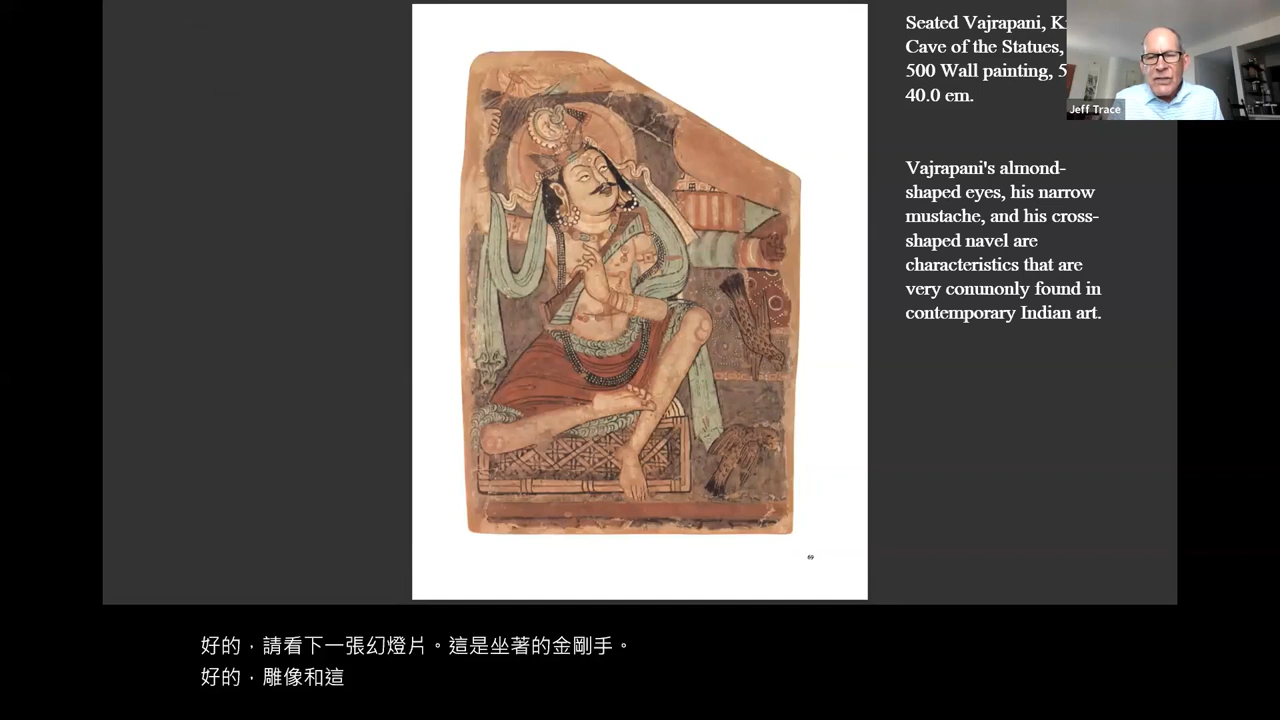 Seated Vajrapani,
Cave of the Statues,
500 Wall painting, 5
40.0 em.
Jeff Trace
Vajrapani's almond-
shaped eyes, his narrow
mustache, and his cross-
shaped navel are
characteristics that are
very conunonly found in
contemporary Indian art.
69
好的，請看下一張幻燈片。這是坐著的金剛手。
好的，雕像和這